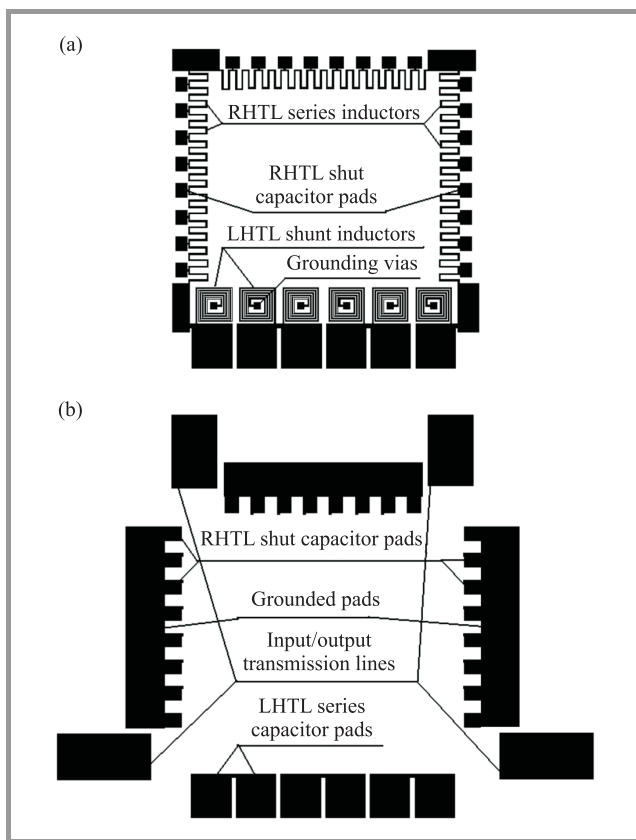 (a)
RHTL series inductors
RHTL shut
capacitor pads
LHTL shunt inductors
Grounding vias
(b)
RHTL shut capacitor pads
Grounded pads
Input/output
transmission lines
LHTL series
capacitor pads